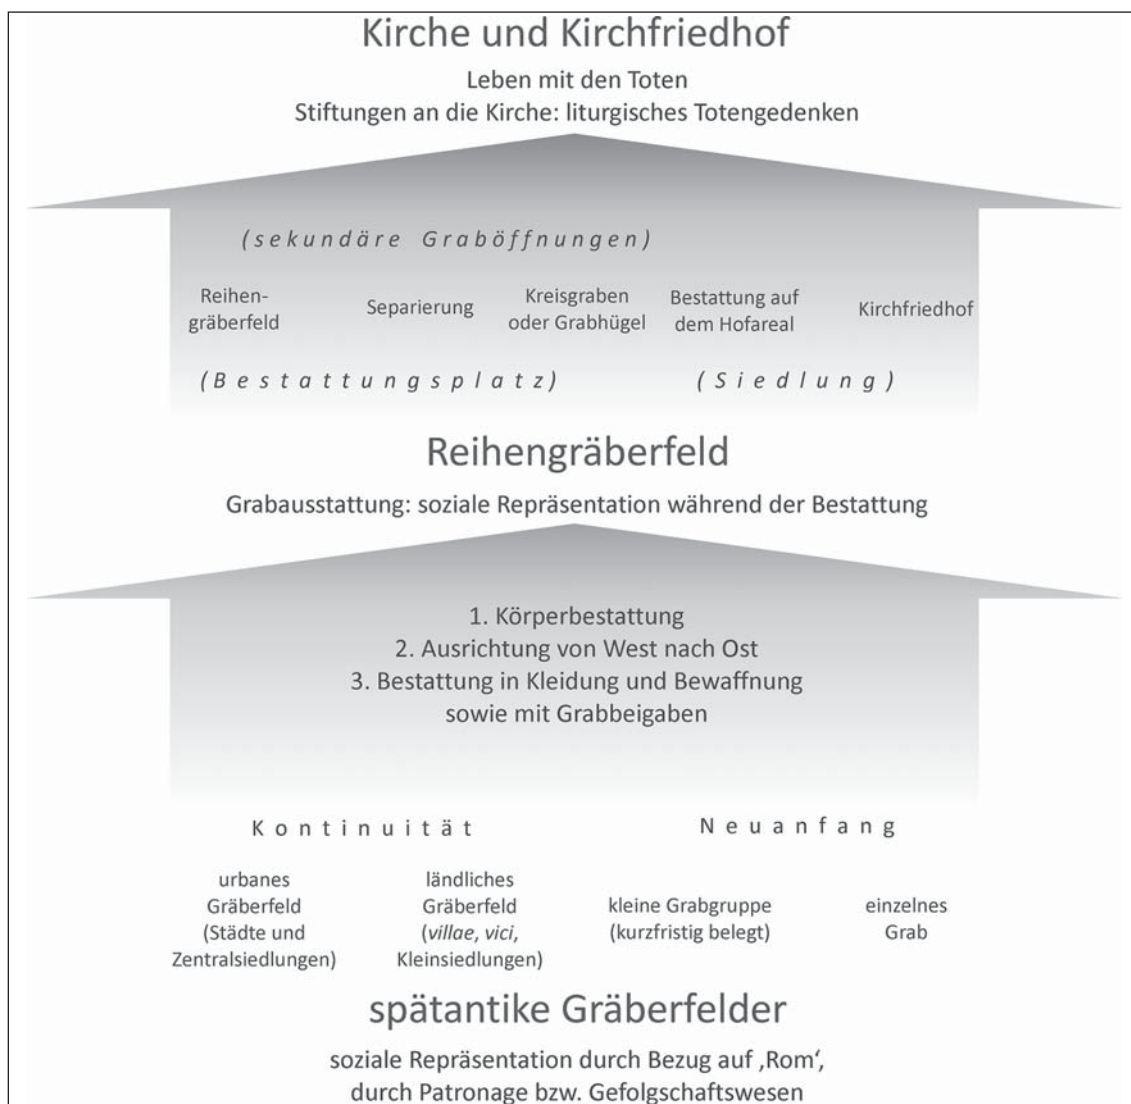 Kirche und Kirchfriedhof
Leben mit den Toten
Stiftungen an die Kirche: liturgisches Totengedenken
(sekundäre Graböffnungen)
Reihen-
gräberfeld
Separierung
Kreisgraben
oder Grabhügel
Bestattung auf
dem Hofareal
Kirchfriedhof
(Bestattungsplatz)
(Siedlung)
Reihengräberfeld
Grabausstattung: soziale Repräsentation während der Bestattung
1. Körperbestattung
2. Ausrichtung von West nach Ost
3. Bestattung in Kleidung und Bewaffnung
sowie mit Grabbeigaben
Kontinuität
Neuanfang
urbanes
Gräberfeld
(Städte und
Zentralsiedlungen)
ländliches
Gräberfeld
(villae, vici,
Kleinsiedlungen)
kleine Grabgruppe
(kurzfristig belegt)
einzelnes
Grab
spätantike Gräberfelder
soziale Repräsentation durch Bezug auf ‚Rom‘,
durch Patronage bzw. Gefolgschaftswesen